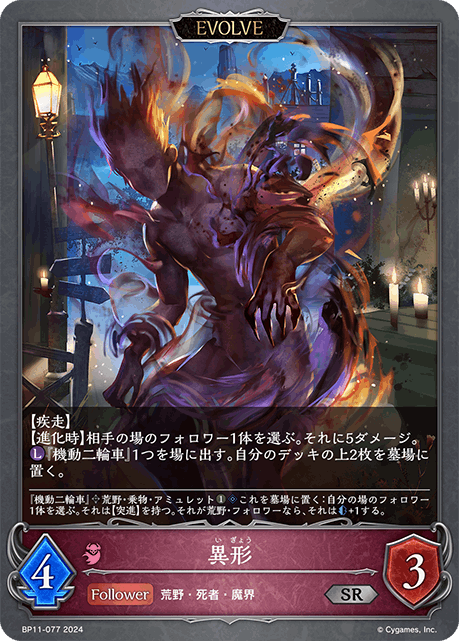 EVOLVE
【疾走】
【進化時】相手の場のフォロワー1体を選ぶ。それに5ダメージ。
L『機動二輪車』1つを場に出す。自分のデッキの上2枚を墓場に
置く。
『機動二輪車』荒野・乗物・アミュレット① これを墓場に置く:自分の場のフォロワー
1体を選ぶ。それは【突進】を持つ。それが荒野・フォロワーなら、それは+1する。
いぎょう
異形
4
3
Follower 荒野・死者・魔界
SR
BP11-077 2024
© Cygames, Inc.